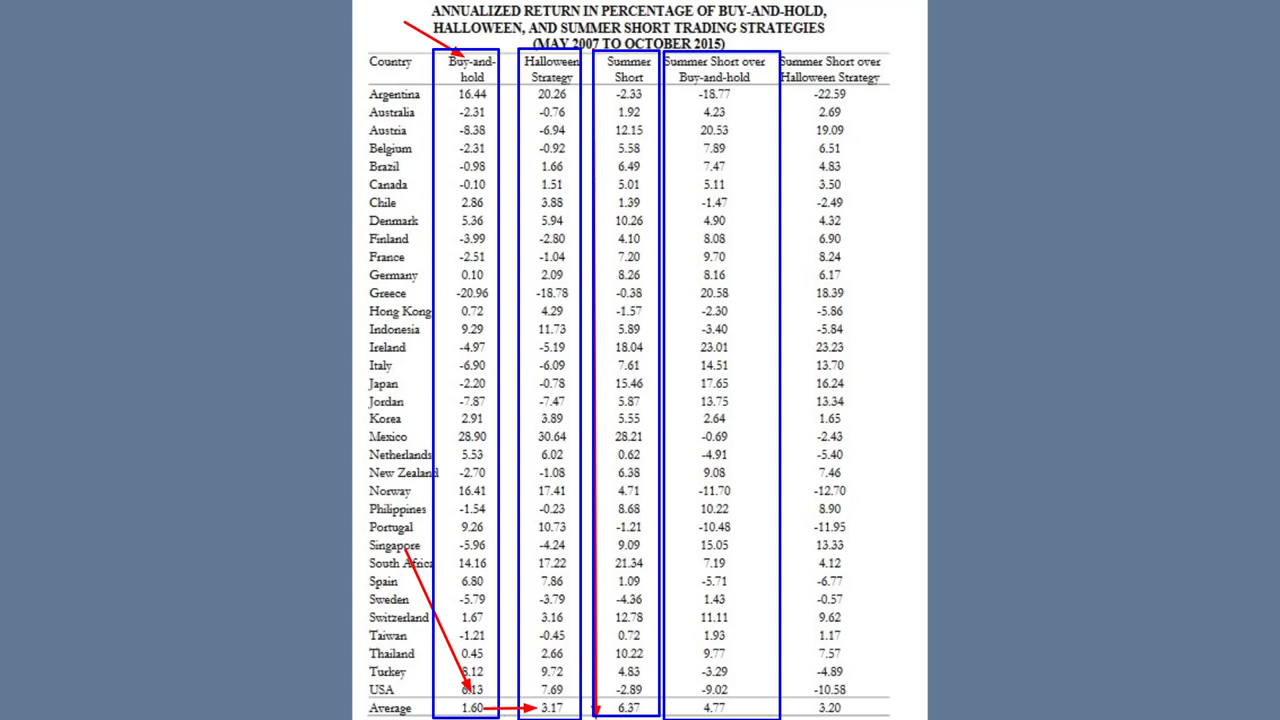 ANNUALIZED RETURN IN PERCENTAGE OF BUY-AND-HOLD,
HALLOWEEN, AND SUMMER SHORT TRADING STRATEGIES
(MAY 2007 TO OCTOBER 2015)
Country Buy-and- Halloween Summer Summer Short over Summer Short over
hold Strategy Short Buy-and-hold Halloween Strategy
Argentina 16.44 20.26 -2.33 -18.77 -22.59
Australia -2.31 -0.76 1.92 4.23 2.69
Austria -8.38 -6.94 12.15 20.53 19.09
Belgium -2.31 -0.92 5.58 7.89 6.51
Brazil -0.98 1.66 6.49 7.47 4.83
Canada -0.10 1.51 5.01 5.11 3.50
Chile 2.86 3.88 1.39 -1.47 -2.49
Denmark 5.36 5.94 10.26 4.90 4.32
Finland -3.99 -2.80 4.10 8.08 6.90
France -2.51 -1.04 7.20 9.70 8.24
Germany 0.10 2.09 8.26 8.16 6.17
Greece -20.96 -18.78 -0.38 20.58 18.39
Hong Kong 0.72 4.29 -1.57 -2.30 -5.86
Indonesia 9.29 11.73 5.89 -3.40 -5.84
Ireland -4.97 -5.19 18.04 23.01 23.23
Italy -6.90 -6.09 7.61 14.51 13.70
Japan -2.20 -0.78 15.46 17.65 16.24
Jordan -7.87 -7.47 5.87 13.75 13.34
Korea 2.91 3.89 5.55 2.64 1.65
Mexico 28.90 30.64 28.21 -0.69 -2.43
Netherlands 5.53 6.02 0.62 -4.91 -5.40
New Zealand -2.70 -1.08 6.38 9.08 7.46
Norway 16.41 17.41 4.71 -11.70 -12.70
Philippines -1.54 -0.23 8.68 10.22 8.90
Portugal 9.26 10.73 -1.21 -10.48 -11.95
Singapore -5.96 -4.24 9.09 15.05 13.33
South Africa 14.16 17.22 21.34 7.19 4.12
Spain 6.80 7.86 1.09 -5.71 -6.77
Sweden -5.79 -3.79 -4.36 1.43 -0.57
Switzerland 1.67 3.16 12.78 11.11 9.62
Taiwan -1.21 -0.45 0.72 1.93 1.17
Thailand 0.45 2.66 10.22 9.77 7.57
Turkey 8.12 9.72 4.83 -3.29 -4.89
USA 6.13 7.69 -2.89 -9.02 -10.58
Average 1.60 3.17 6.37 4.77 3.20